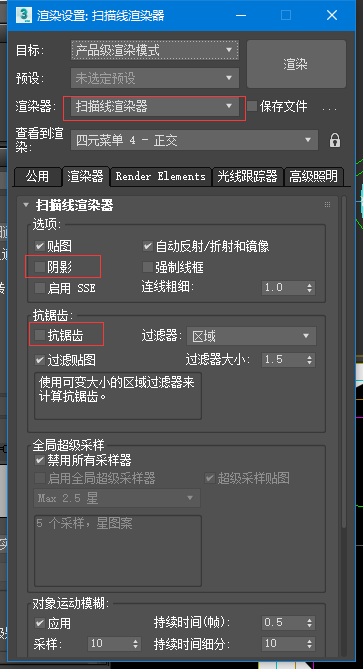 渲染设置: 扫描线渲染器
目标: 产品级渲染模式
渲染
预设: 未选定预设
渲染器: 扫描线渲染器 保存文件 ...
查看到渲染: 四元菜单 4 - 正交
公用 渲染器 Render Elements 光线跟踪器 高级照明
扫描线渲染器
选项:
贴图 自动反射/折射和镜像
阴影 强制线框
启用 SSE 连线粗细: 1.0
抗锯齿:
抗锯齿 过滤器: 区域
过滤贴图 过滤器大小: 1.5
使用可变大小的区域过滤器来
计算抗锯齿。
全局超级采样
禁用所有采样器
启用全局超级采样器 超级采样贴图
Max 2.5 星
5 个采样，星图案
对象运动模糊:
应用 持续时间(帧): 0.5
采样: 10 持续时间细分: 10